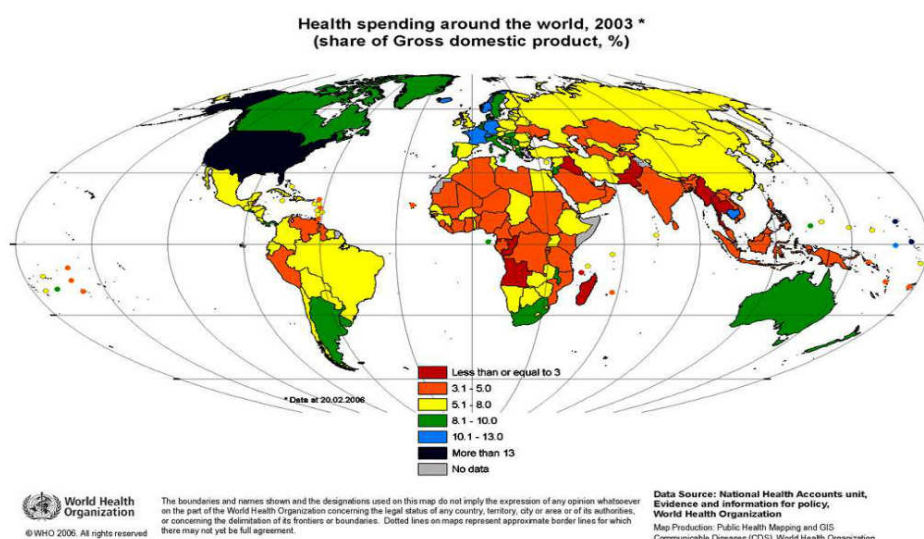 Health spending around the world, 2003 *
(share of Gross domestic product, %)
Less than or equal to 3
3.1 - 5.0
5.1 - 8.0
8.1 - 10.0
10.1 - 13.0
More than 13
No data
* Data at 20.02.2006
World Health
Organization
© WHO 2006. All rights reserved
The boundaries and names shown and the designations used on this map do not imply the expression of any opinion whatsoever
on the part of the World Health Organization concerning the legal status of any country, territory, city or area or of its authorities,
or concerning the delimitation of its frontiers or boundaries. Dotted lines on maps represent approximate border lines for which
there may not yet be full agreement.
Data Source: National Health Accounts unit,
Evidence and information for policy,
World Health Organization
Map Production: Public Health Mapping and GIS
Communicable Diseases (CDS), World Health Organization